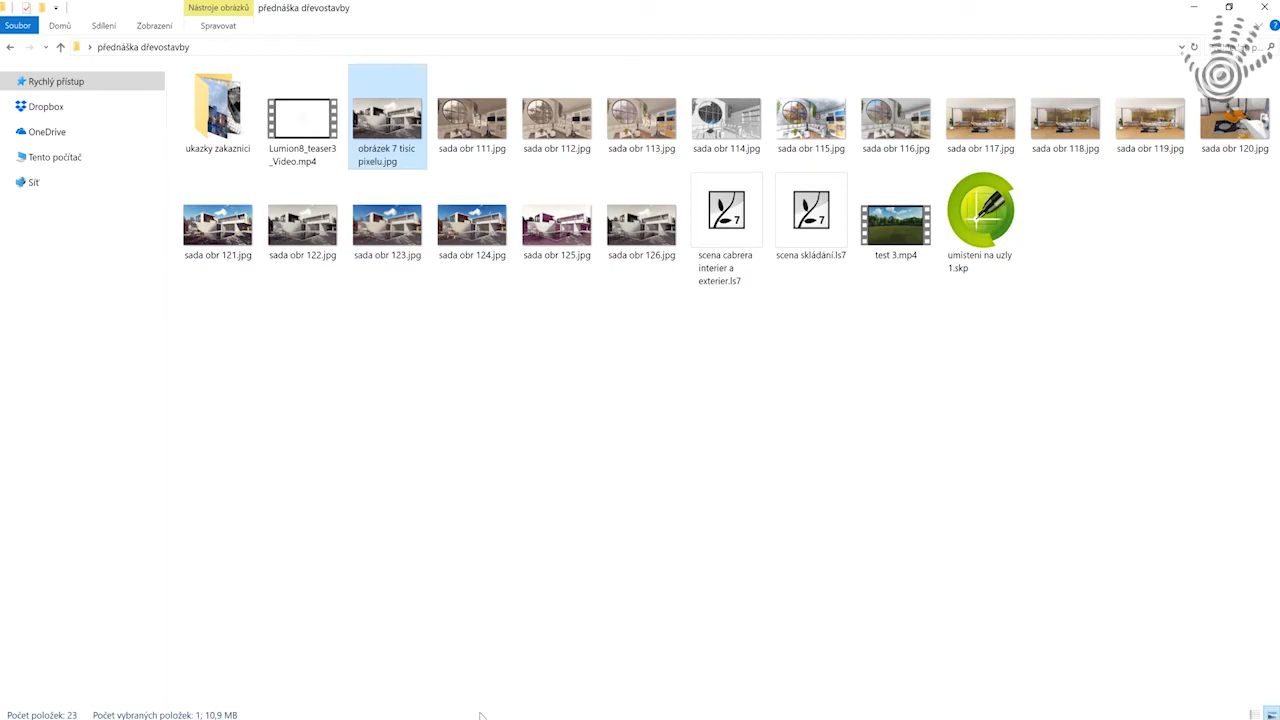 Nástroje obrázků
přednáška dřevostavby
Soubor
Domů
Sdílení
Zobrazení
Spravovat
přednáška dřevostavby
Rychlý přístup
Dropbox
OneDrive
Tento počítač
Síť
ukazky zakaznici
Lumion8_teaser3
_Video.mp4
obrázek 7 tisic
pixelu.jpg
sada obr 111.jpg
sada obr 112.jpg
sada obr 113.jpg
sada obr 114.jpg
sada obr 115.jpg
sada obr 116.jpg
sada obr 117.jpg
sada obr 118.jpg
sada obr 119.jpg
sada obr 120.jpg
sada obr 121.jpg
sada obr 122.jpg
sada obr 123.jpg
sada obr 124.jpg
sada obr 125.jpg
sada obr 126.jpg
7
scena cabrera
interier a
exterier.ls7
7
scena skládání.ls7
test 3.mp4
umisteni na uzly
1.skp
Počet položek: 23
Počet vybraných položek: 1; 10,9 MB